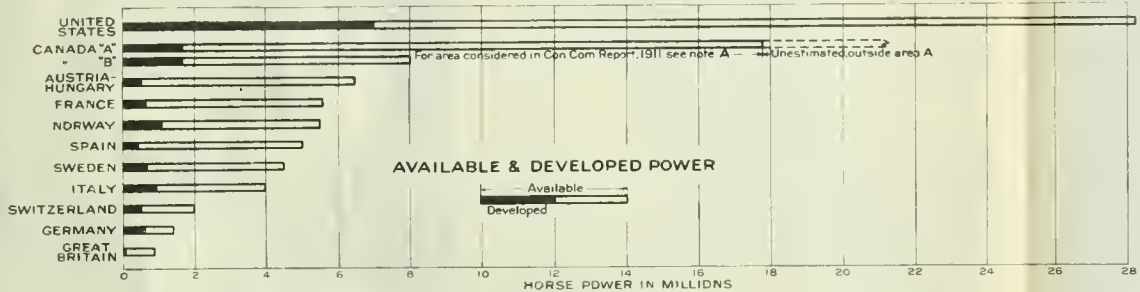 UNITED
STATES
CANADA "A"
" "B"
For area considered in Con Com Report, 1911 see note A
Unestimated, outside area A
AUSTRIA-
HUNGARY
FRANCE
NORWAY
SPAIN
SWEDEN
ITALY
SWITZERLAND
GERMANY
GREAT
BRITAIN
AVAILABLE & DEVELOPED POWER
Available
Developed
0 2 4 6 8 10 12 14 16 18 20 22 24 26 28
HORSE POWER IN MILLIONS